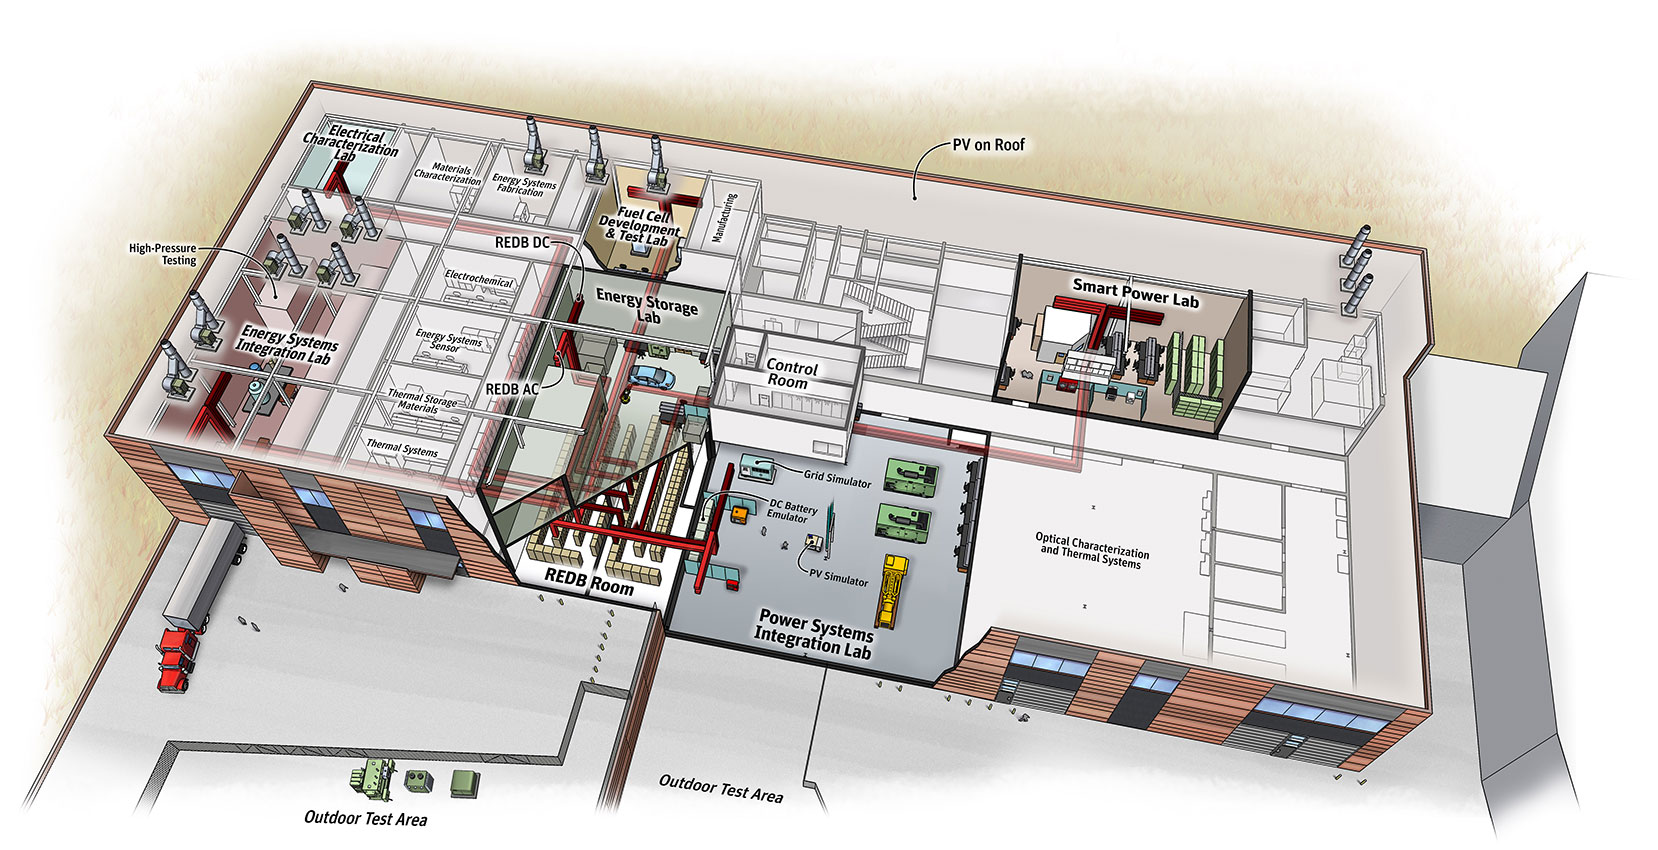 PV on Roof
Electrical
Characterization
Lab
Materials
Characterization
Energy Systems
Fabrication
Fuel Cell
Development
& Test Lab
Manufacturing
High-Pressure
Testing
REDB DC
Electrochemical
Energy Storage
Lab
Smart Power Lab
Energy Systems
Integration Lab
Energy Systems
Sensor
REDB AC
Control
Room
Thermal Storage
Materials
Thermal Systems
Grid Simulator
DC Battery
Emulator
PV Simulator
Optical Characterization
and Thermal Systems
REDB Room
Power Systems
Integration Lab
Outdoor Test Area
Outdoor Test Area